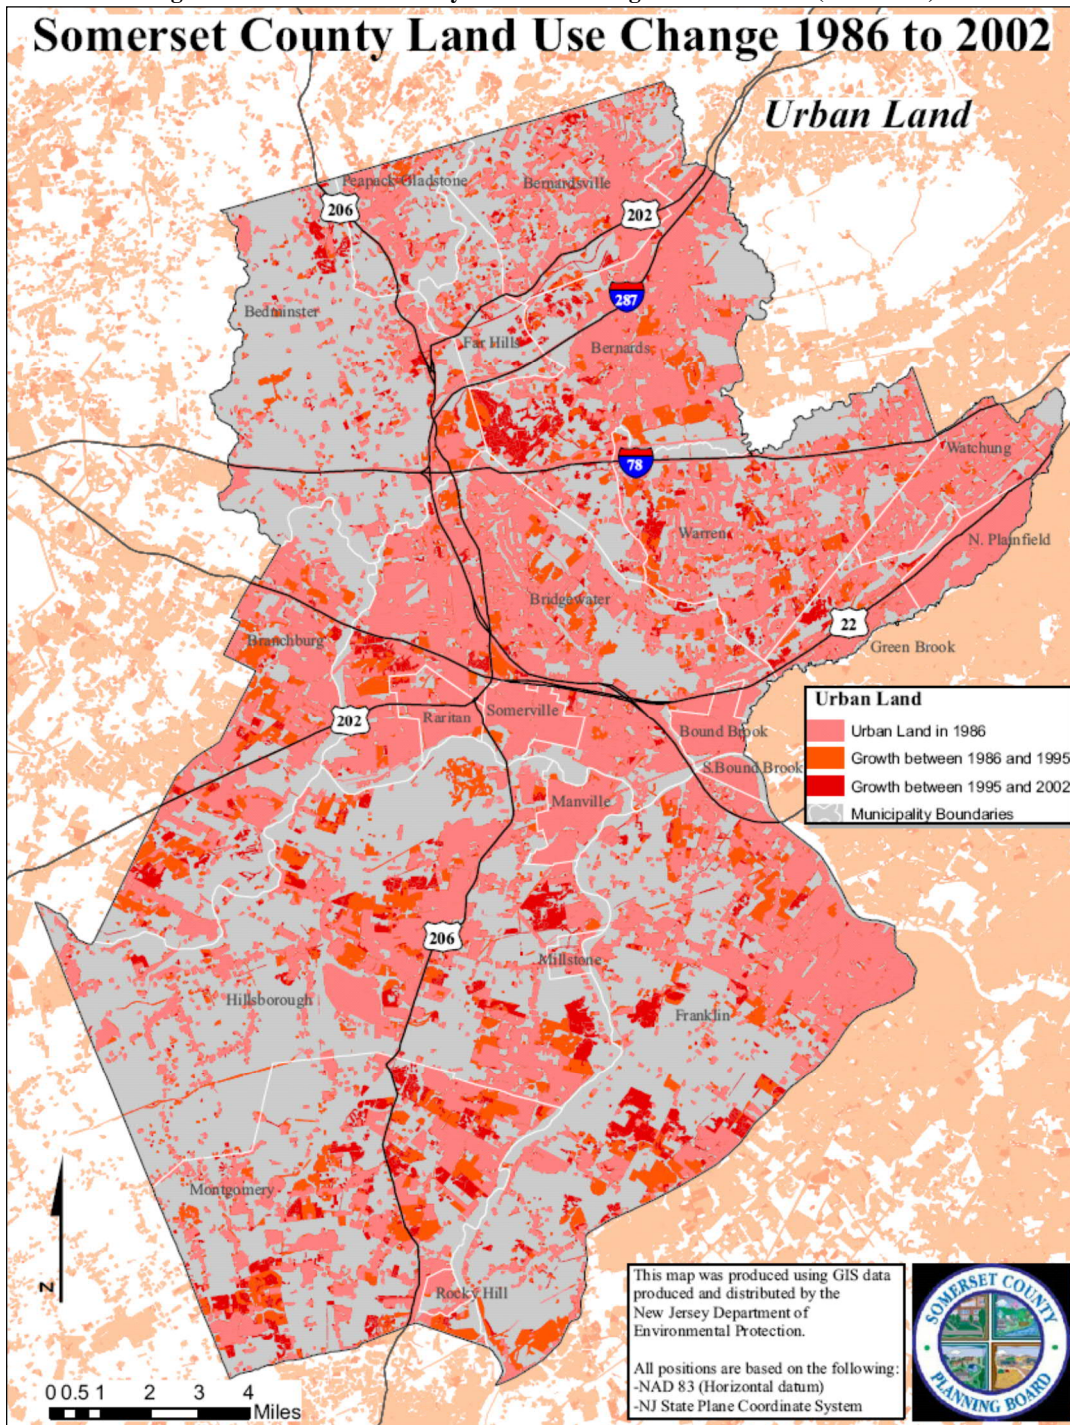 Somerset County Land Use Change 1986 to 2002
Urban Land
Peapack-Gladstone
Bernardsville
206
202
287
Bedminster
Far Hills
Bernards
Watchung
78
Warren
N. Plainfield
Bridgewater
22
Branchburg
Green Brook
Urban Land
202
Raritan
Somerville
Bound Brook
Urban Land in 1986
S.Bound Brook
Growth between 1986 and 1995
Manville
Growth between 1995 and 2002
Municipality Boundaries
206
Millstone
Hillsborough
Franklin
Montgomery
N
Rocky Hill
This map was produced using GIS data
produced and distributed by the
New Jersey Department of
Environmental Protection.
All positions are based on the following:
-NAD 83 (Horizontal datum)
-NJ State Plane Coordinate System
SOMERSET COUNTY
PLANNING BOARD
0 0.5 1 2 3 4
Miles